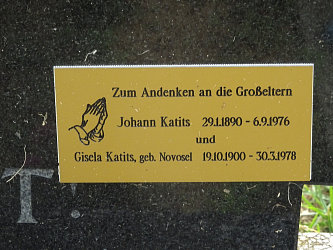 Zum Andenken an die Großeltern
Johann Katits 29.1.1890 - 6.9.1976
und
Gisela Katits, geb. Novosel 19.10.1900 - 30.3.1978
T